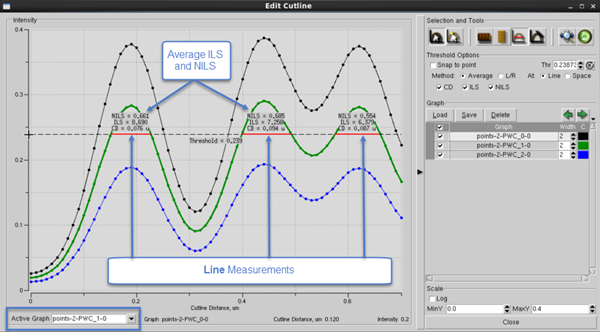 Edit Cutline
Intensity
0.4
0.3
0.2
0.1
0
Average ILS
and NILS
NILS = 0,661
ILS = 8,690
CD = 0,076 u
NILS = 0,685
ILS = 7,250
CD = 0,094 u
NILS = 0,554
ILS = 6,379
CD = 0,087 u
Threshold = 0,239
Line Measurements
0
0.2
0.4
0.6
Cutline Distance, um
Active Graph points-2-PWC_1-0
Graph points-2-PWC_0-0
Cutline Distance, um 0.120
Intensity 0.2
Selection and Tools
Threshold Options
Snap to point
Thr 0.2387
Method: Average L/R At: Line Space
CD ILS NILS
Graph
Load Save Delete
Graph Width C
points-2-PWC_0-0 2
points-2-PWC_1-0 2
points-2-PWC_2-0 2
Scale
Log
MinY 0.0 MaxY 0.4
Close